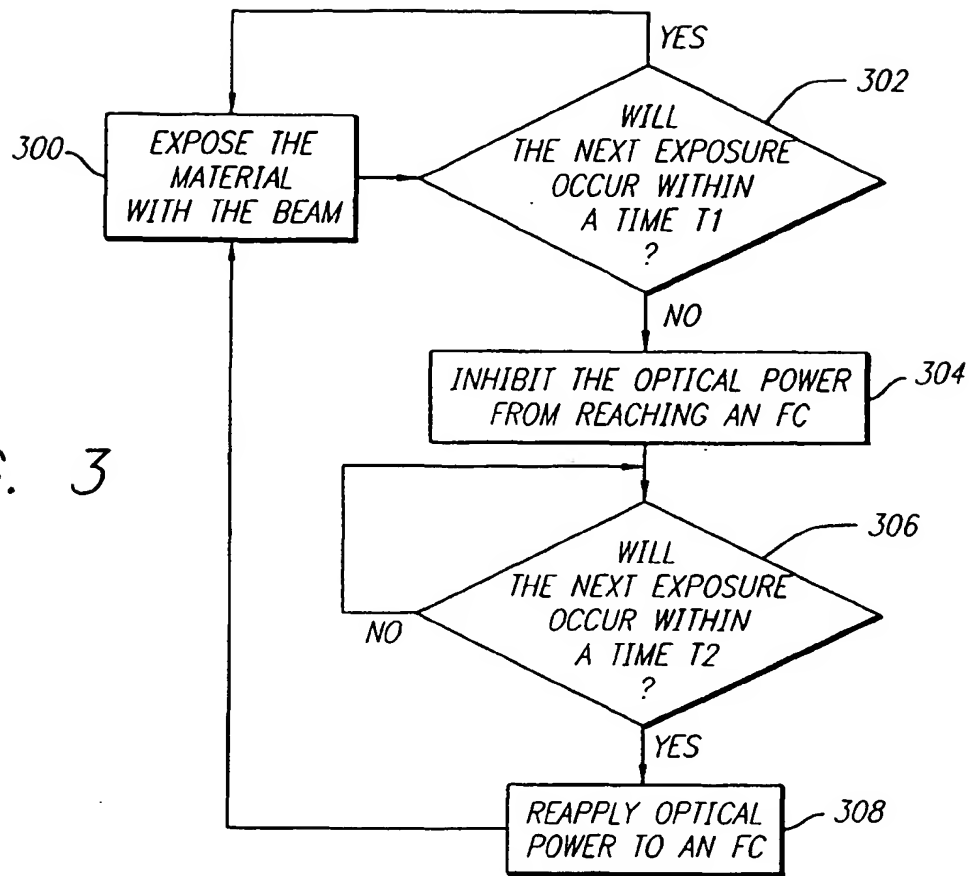 YES
302
300
EXPOSE THE
MATERIAL
WITH THE BEAM
WILL
THE NEXT EXPOSURE
OCCUR WITHIN
A TIME T1
?
NO
INHIBIT THE OPTICAL POWER
FROM REACHING AN FC
304
3
306
WILL
THE NEXT EXPOSURE
OCCUR WITHIN
A TIME T2
?
NO
YES
REAPPLY OPTICAL
POWER TO AN FC
308